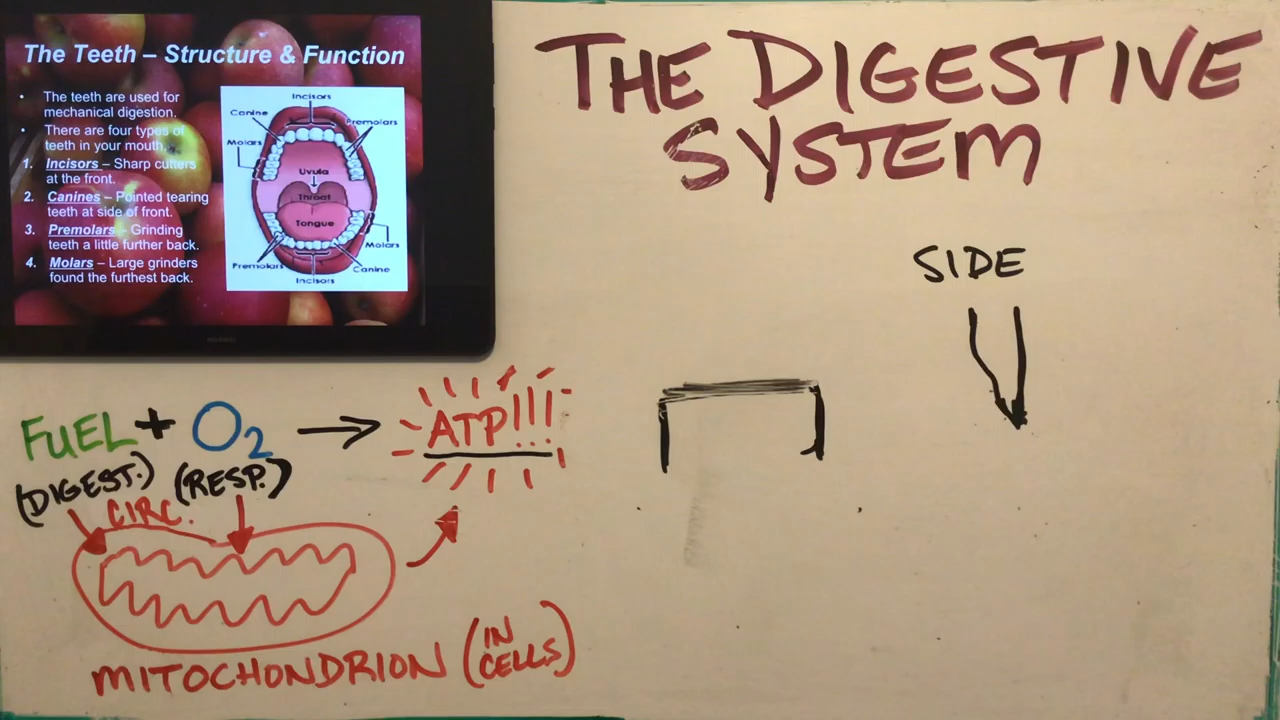 The Teeth – Structure & Function
• The teeth are used for
mechanical digestion.
• There are four types of
teeth in your mouth.
1. Incisors – Sharp cutters
at the front.
2. Canines – Pointed tearing
teeth at side of front.
3. Premolars – Grinding
teeth a little further back.
4. Molars – Large grinders
found the furthest back.
Incisors
Canine
Premolars
Molars
Uvula
Throat
Tongue
Molars
Premolars
Canine
Incisors
THE DIGESTIVE
SYSTEM
SIDE
FUEL + O2 → ATP!!!
(DIGEST.) (RESP.)
CIRC.
MITOCHONDRION (IN
CELLS)